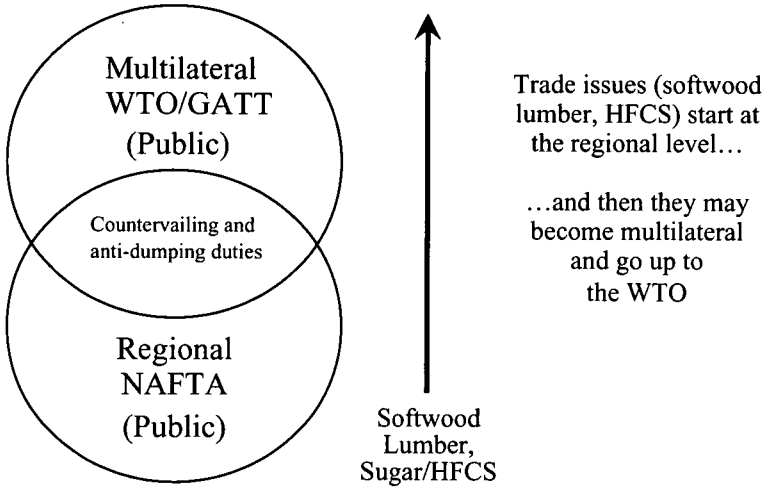 Multilateral
WTO/GATT
(Public)
Countervailing and
anti-dumping duties
Regional
NAFTA
(Public)
Softwood
Lumber,
Sugar/HFCS
Trade issues (softwood
lumber, HFCS) start at
the regional level…
…and then they may
become multilateral
and go up to
the WTO